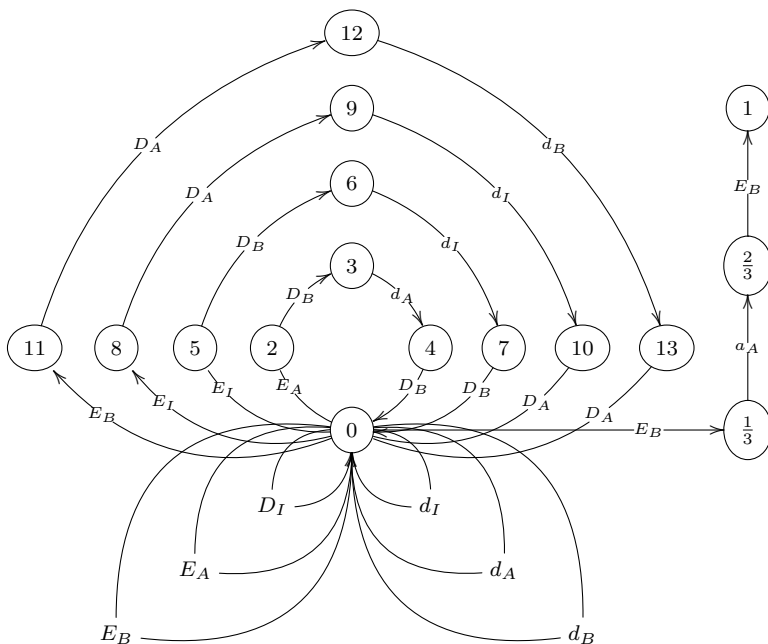 12
9
1
D_A
d_B
D_A
d_I
6
E_B
D_B
d_I
3
2/3
D_B
d_A
11
8
5
2
4
7
10
13
a_A
E_B
E_I
E_I
E_A
D_B
D_B
D_A
D_A
0
E_B
1/3
D_I
d_I
E_A
d_A
E_B
d_B